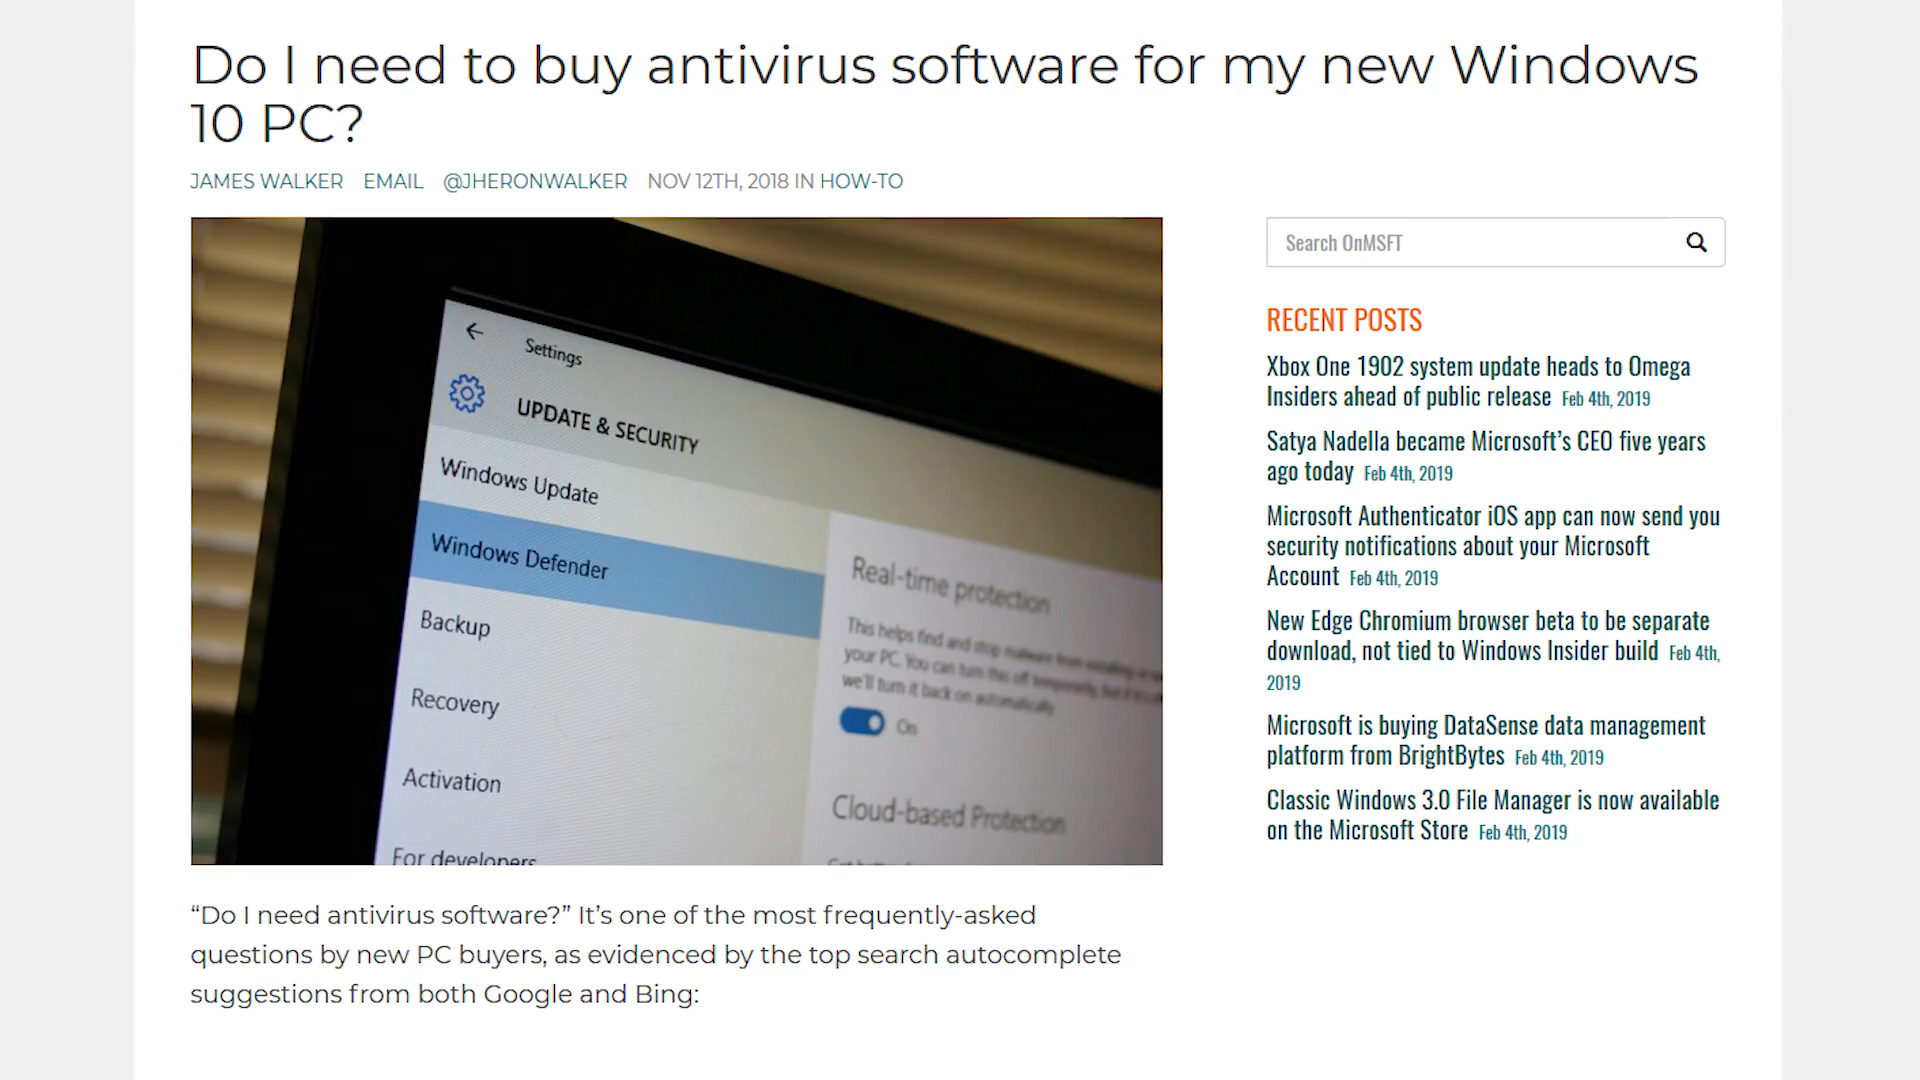 Do I need to buy antivirus software for my new Windows
10 PC?
JAMES WALKER EMAIL @JHERONWALKER NOV 12TH, 2018 IN HOW-TO
Settings
UPDATE & SECURITY
Windows Update
Windows Defender
Backup
Recovery
Activation
For developers
Real-time protection
This helps find and stop malware from installing or
your PC. You can turn this off temporarily, but if it's
we'll turn it back on automatically
On
Cloud-based Protection
“Do I need antivirus software?” It’s one of the most frequently-asked
questions by new PC buyers, as evidenced by the top search autocomplete
suggestions from both Google and Bing:
Search OnMSFT
RECENT POSTS
Xbox One 1902 system update heads to Omega
Insiders ahead of public release Feb 4th, 2019
Satya Nadella became Microsoft’s CEO five years
ago today Feb 4th, 2019
Microsoft Authenticator iOS app can now send you
security notifications about your Microsoft
Account Feb 4th, 2019
New Edge Chromium browser beta to be separate
download, not tied to Windows Insider build Feb 4th,
2019
Microsoft is buying DataSense data management
platform from BrightBytes Feb 4th, 2019
Classic Windows 3.0 File Manager is now available
on the Microsoft Store Feb 4th, 2019